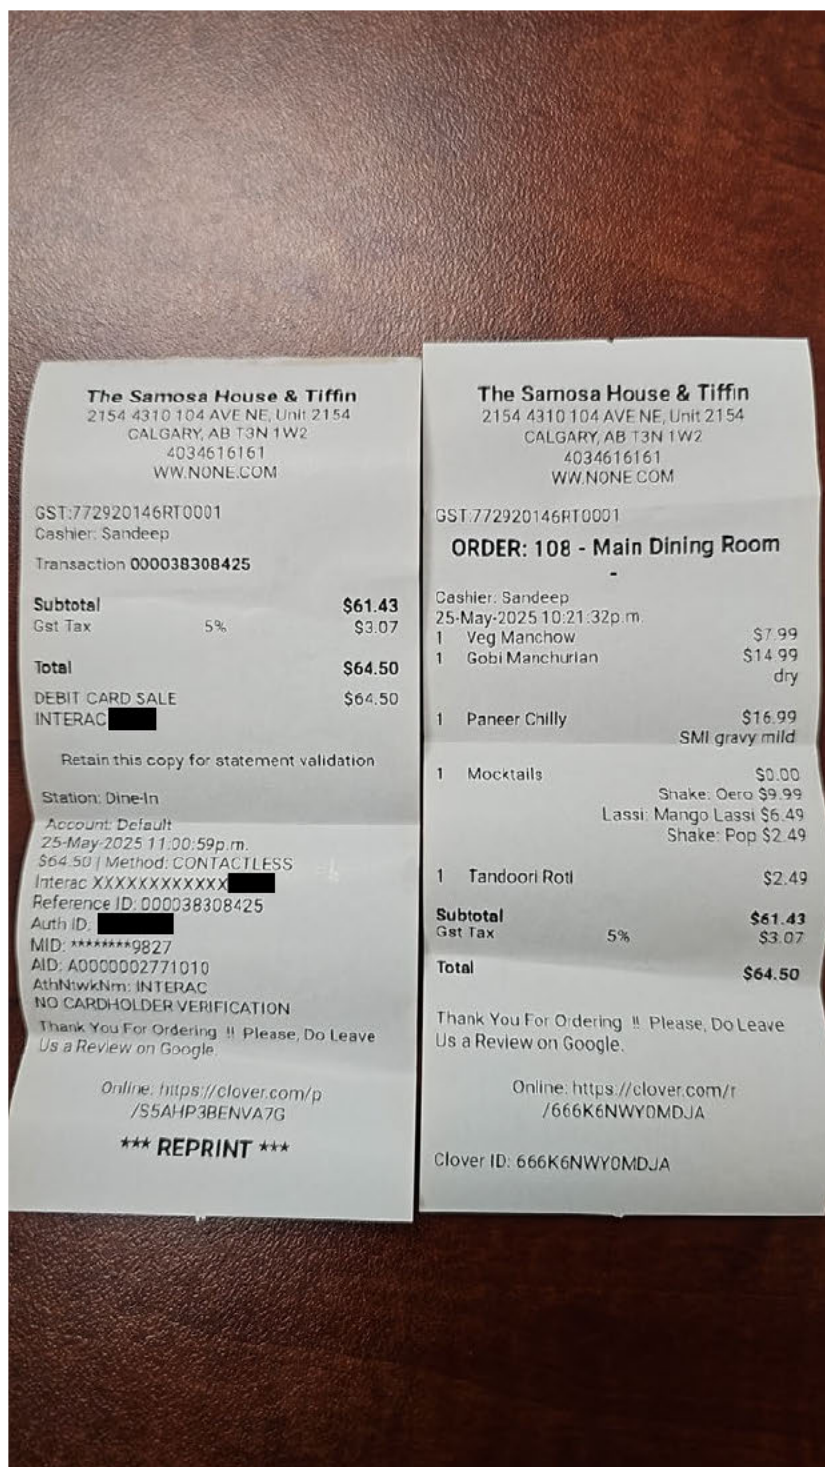 The Samosa House & Tiffin
2154 4310 104 AVE NE, Unit 2154
CALGARY, AB T3N 1W2
4034616161
WW.NONE.COM
GST:772920146RT0001
Cashier: Sandeep
Transaction 000038308425
Subtotal $61.43
Gst Tax 5% $3.07
Total $64.50
DEBIT CARD SALE $64.50
INTERAC
Retain this copy for statement validation
Station: Dine-In
Account: Default
25-May-2025 11:00:59p.m.
$64.50 | Method: CONTACTLESS
Interac XXXXXXXXXXXX
Reference ID: 000038308425
Auth ID:
MID: ********9827
AID: A0000002771010
AthNtwkNm: INTERAC
NO CARDHOLDER VERIFICATION
Thank You For Ordering !! Please, Do Leave
Us a Review on Google.
Online: https://clover.com/p
/S5AHP3BENVA7G
*** REPRINT ***
The Samosa House & Tiffin
2154 4310 104 AVE NE, Unit 2154
CALGARY, AB T3N 1W2
4034616161
WW.NONE.COM
GST:772920146RT0001
ORDER: 108 - Main Dining Room
-
Cashier: Sandeep
25-May-2025 10:21:32p.m.
1 Veg Manchow $7.99
1 Gobi Manchurian $14.99
dry
1 Paneer Chilly $16.99
SMI gravy mild
1 Mocktails $0.00
Shake: Oero $9.99
Lassi: Mango Lassi $6.49
Shake: Pop $2.49
1 Tandoori Roti $2.49
Subtotal $61.43
Gst Tax 5% $3.07
Total $64.50
Thank You For Ordering !! Please, Do Leave
Us a Review on Google.
Online: https://clover.com/r
/666K6NWY0MDJA
Clover ID: 666K6NWY0MDJA